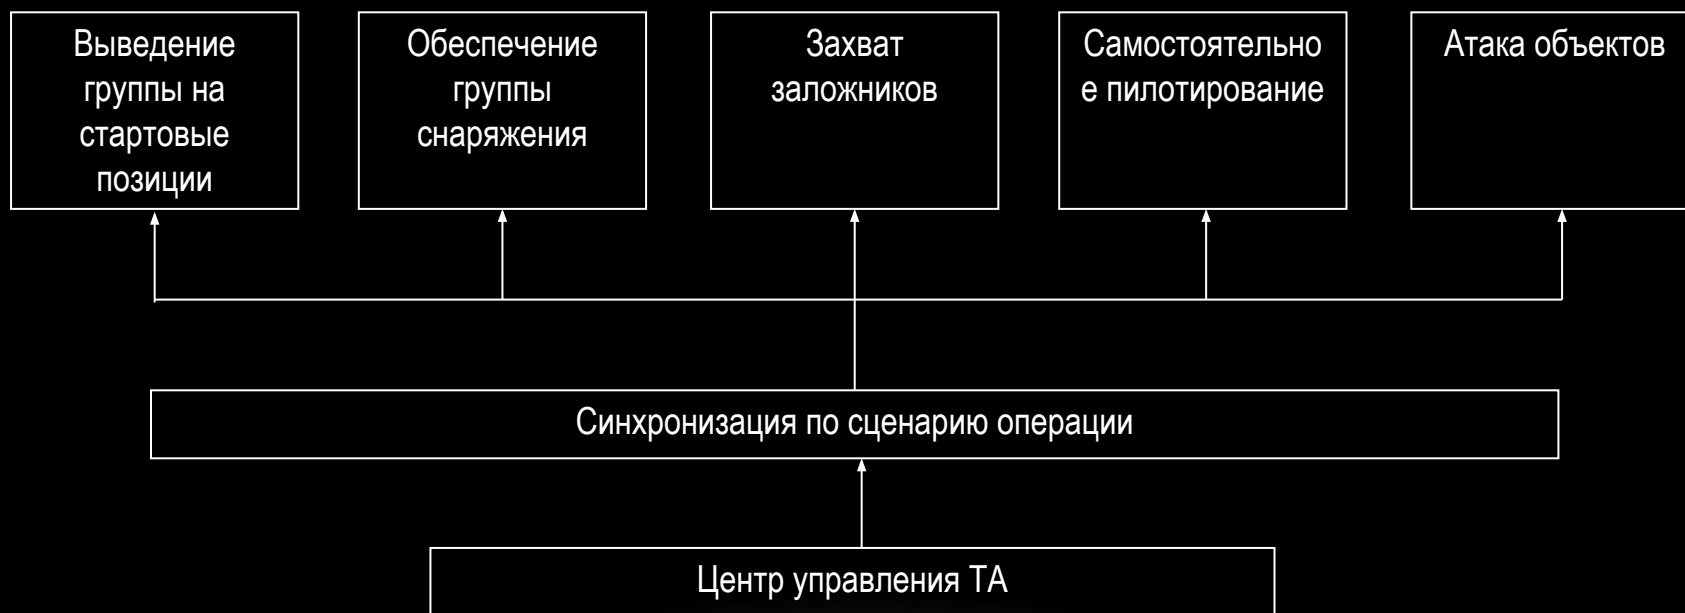 Выведение
группы на
стартовые
позиции
Обеспечение
группы
снаряжения
Захват
заложников
Самостоятельно
е пилотирование
Атака объектов
Синхронизация по сценарию операции
Центр управления ТА